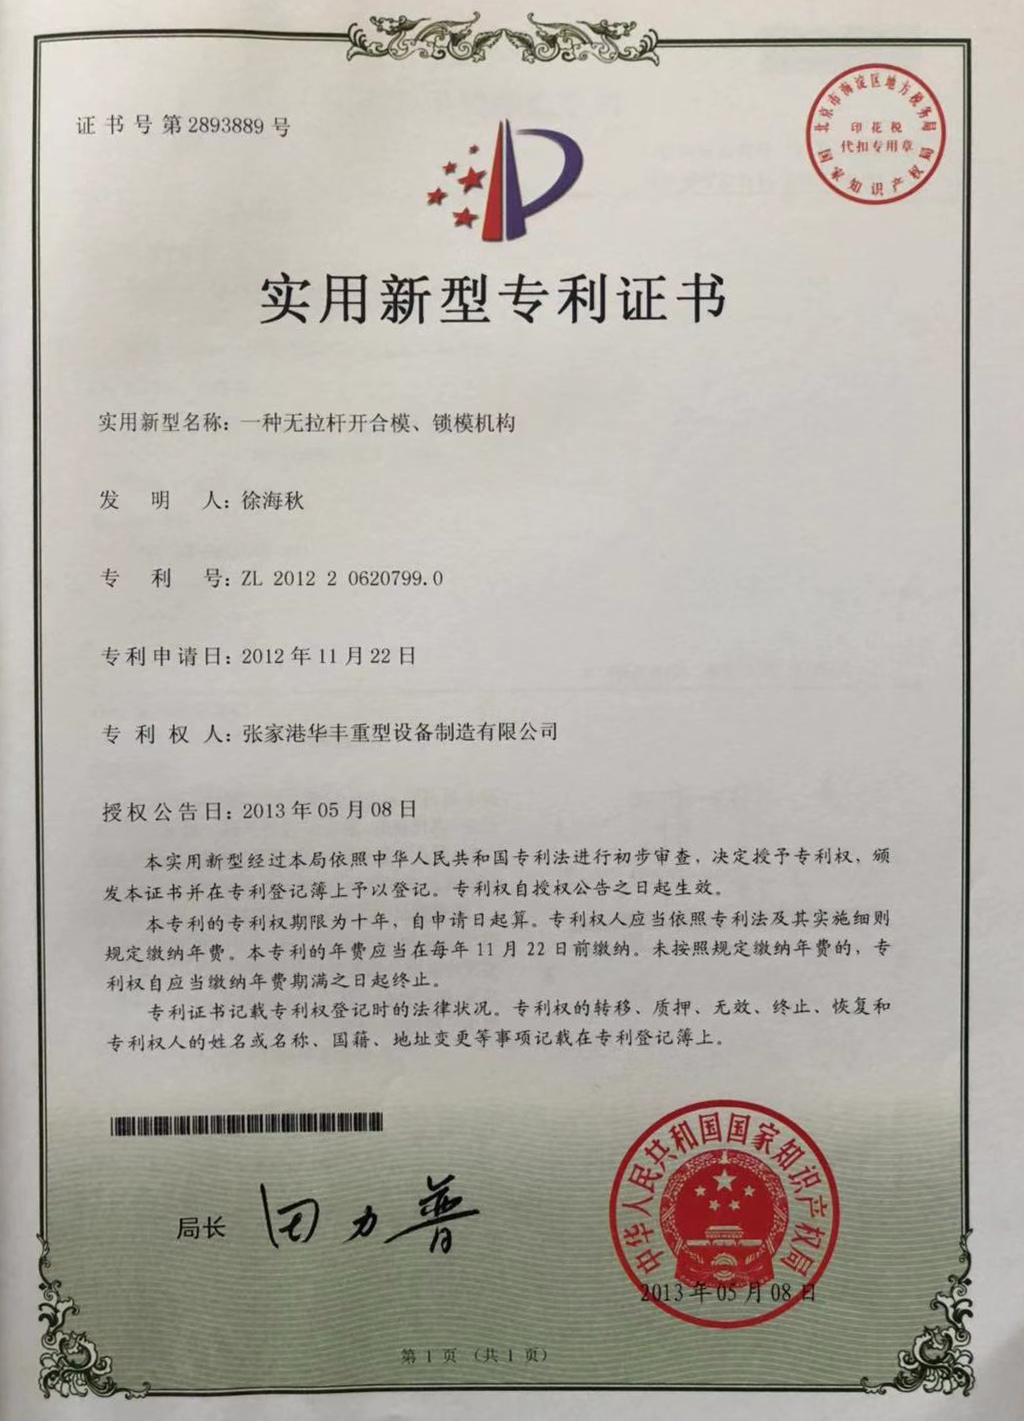 证书号第2893889号
北京市海淀区地方税务局
印花税
代扣专用章
国家知识产权局
实用新型专利证书
实用新型名称：一种无拉杆开合模、锁模机构
发明人：徐海秋
专利号：ZL 2012 2 0620799.0
专利申请日：2012年11月22日
专利权人：张家港华丰重型设备制造有限公司
授权公告日：2013年05月08日
本实用新型经过本局依照中华人民共和国专利法进行初步审查，决定授予专利权，颁
发本证书并在专利登记簿上予以登记。专利权自授权公告之日起生效。
本专利的专利权期限为十年，自申请日起算。专利权人应当依照专利法及其实施细则
规定缴纳年费。本专利的年费应当在每年11月22日前缴纳。未按照规定缴纳年费的，专
利权自应当缴纳年费期满之日起终止。
专利证书记载专利权登记时的法律状况。专利权的转移、质押、无效、终止、恢复和
专利权人的姓名或名称、国籍、地址变更等事项记载在专利登记簿上。
局长 田力普
中华人民共和国国家知识产权局
2013年05月08日
第1页（共1页）